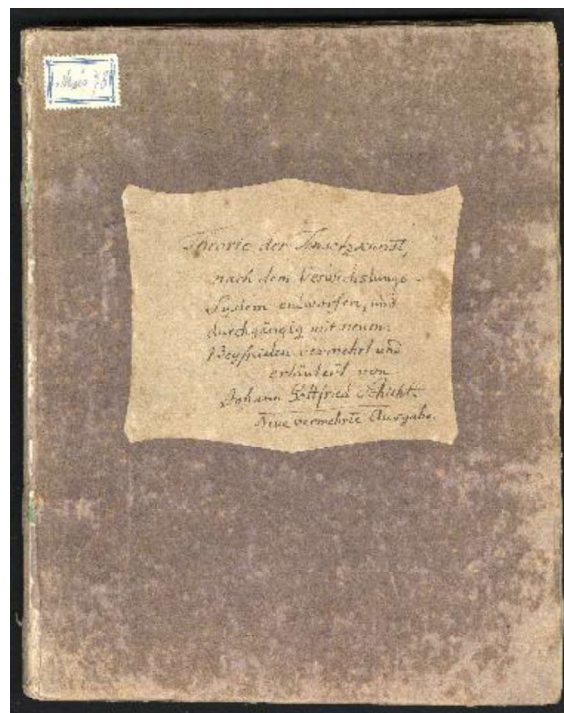 Theorie der Tonsetzkunst,
nach dem Verwechslungs-
System entworfen, und
durchgängig mit neuen
Beyspielen vermehrt und
erläutert von
Johann Gottfried Schicht.
Neue vermehrte Ausgabe.